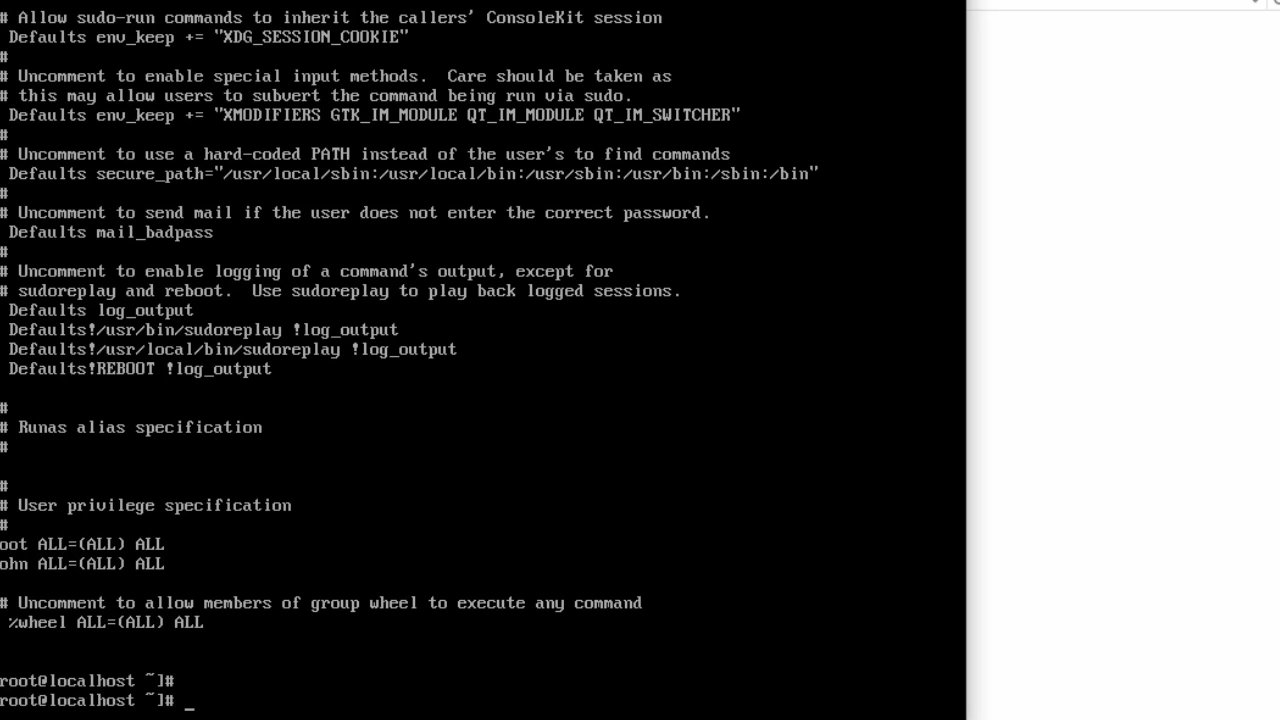 # Allow sudo-run commands to inherit the callers' ConsoleKit session
Defaults env_keep += "XDG_SESSION_COOKIE"
#
# Uncomment to enable special input methods.  Care should be taken as
# this may allow users to subvert the command being run via sudo.
Defaults env_keep += "XMODIFIERS GTK_IM_MODULE QT_IM_MODULE QT_IM_SWITCHER"
#
# Uncomment to use a hard-coded PATH instead of the user's to find commands
Defaults secure_path="/usr/local/sbin:/usr/local/bin:/usr/sbin:/usr/bin:/sbin:/bin"
#
# Uncomment to send mail if the user does not enter the correct password.
Defaults mail_badpass
#
# Uncomment to enable logging of a command's output, except for
# sudoreplay and reboot.  Use sudoreplay to play back logged sessions.
Defaults log_output
Defaults!/usr/bin/sudoreplay !log_output
Defaults!/usr/local/bin/sudoreplay !log_output
Defaults!REBOOT !log_output
#
# Runas alias specification
#
#
# User privilege specification
#
oot ALL=(ALL) ALL
ohn ALL=(ALL) ALL
# Uncomment to allow members of group wheel to execute any command
%wheel ALL=(ALL) ALL
root@localhost ~]#
root@localhost ~]# _